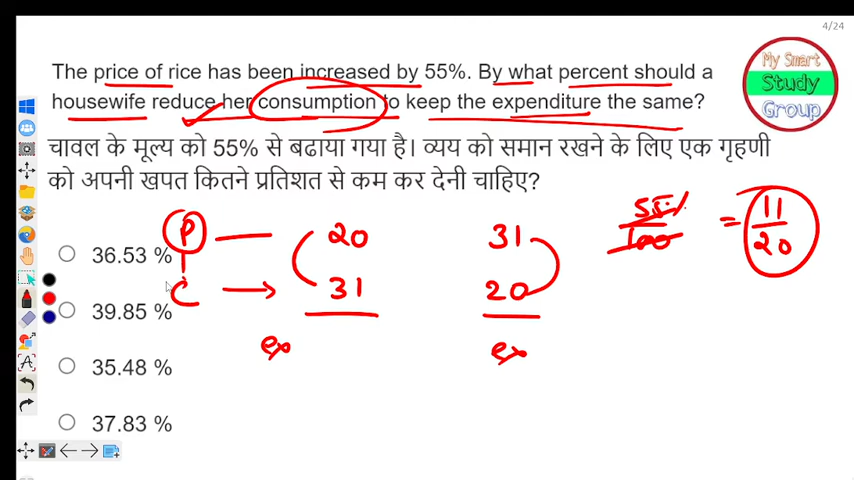 4/24
My Smart
Study
Group
The price of rice has been increased by 55%. By what percent should a
housewife reduce her consumption to keep the expenditure the same?
चावल के मूल्य को 55% से बढाया गया है। व्यय को समान रखने के लिए एक गृहणी
को अपनी खपत कितने प्रतिशत से कम कर देनी चाहिए?
55% / 100 = 11 / 20
P — 20 31
36.53 %
C → 31 20
39.85 %
ex ex
35.48 %
37.83 %